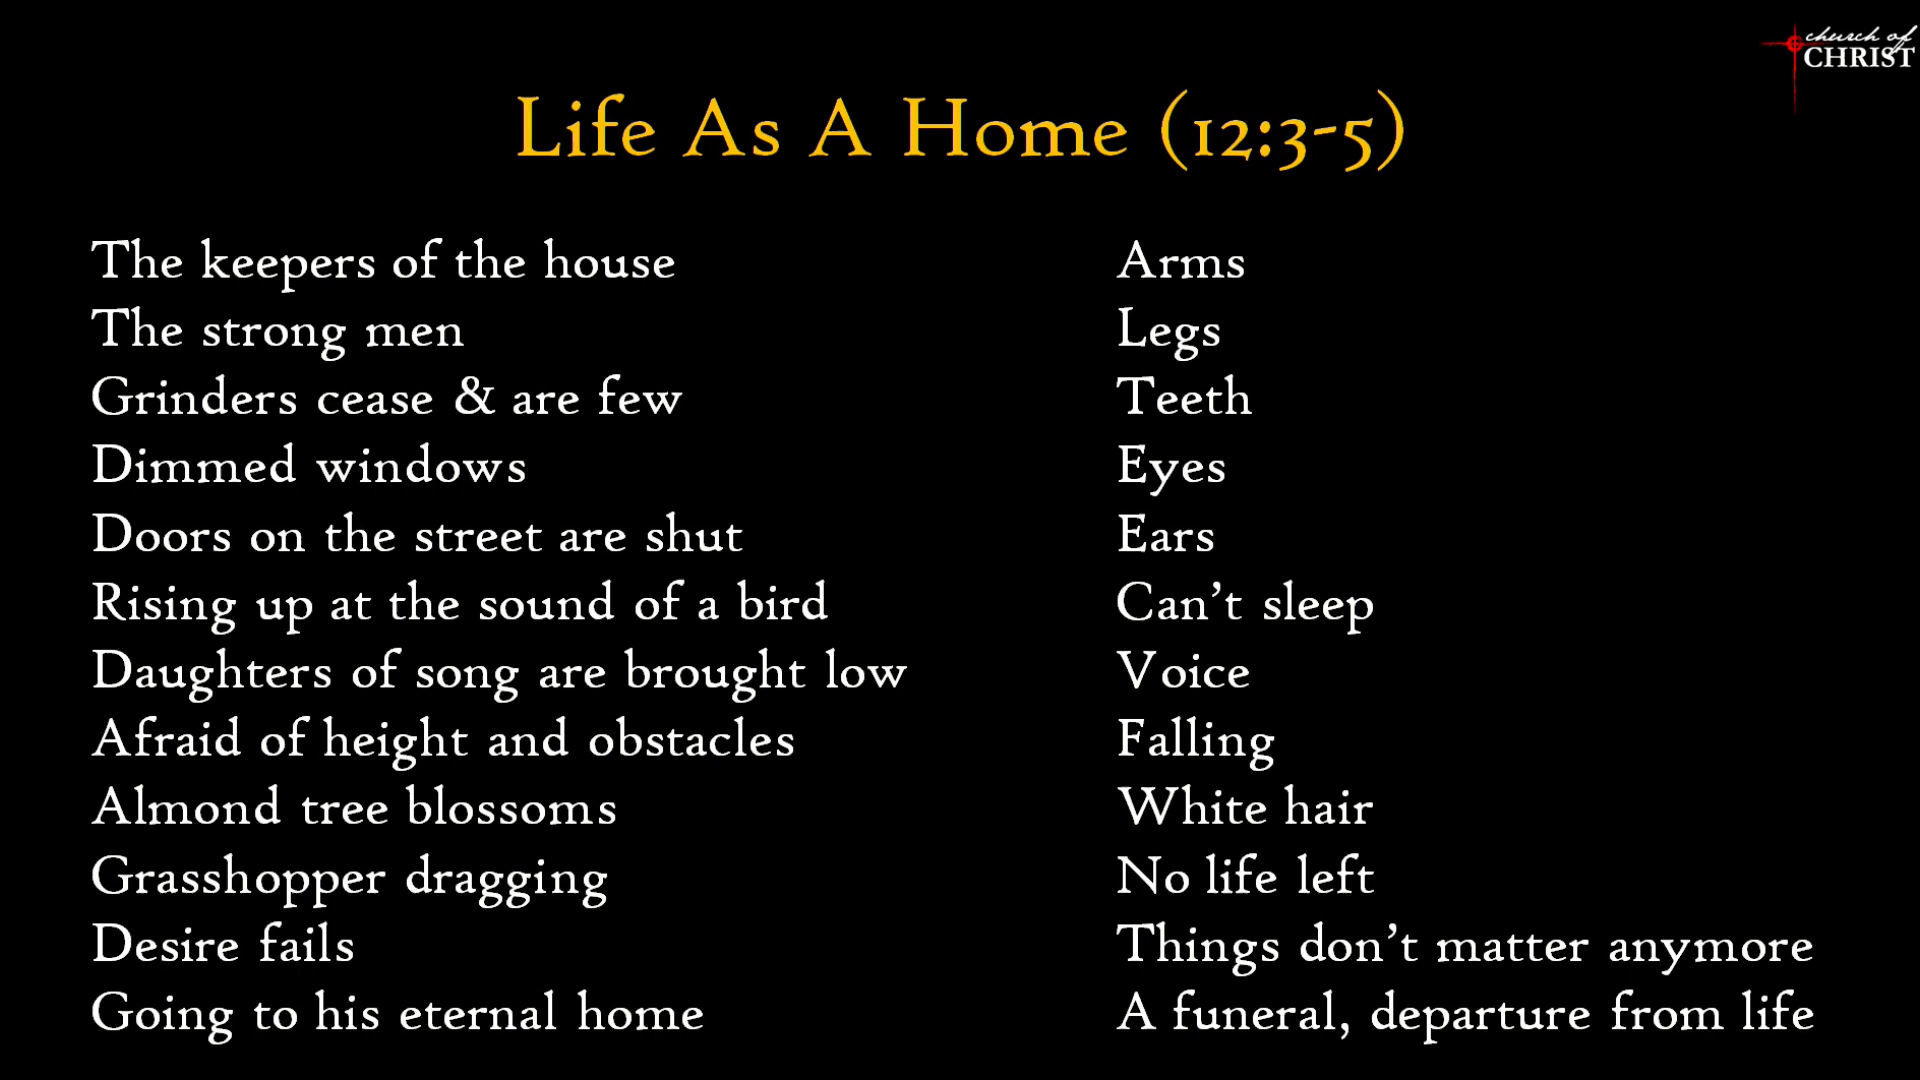 church of
CHRIST
Life As A Home (12:3-5)
The keepers of the house Arms
The strong men Legs
Grinders cease & are few Teeth
Dimmed windows Eyes
Doors on the street are shut Ears
Rising up at the sound of a bird Can’t sleep
Daughters of song are brought low Voice
Afraid of height and obstacles Falling
Almond tree blossoms White hair
Grasshopper dragging No life left
Desire fails Things don’t matter anymore
Going to his eternal home A funeral, departure from life